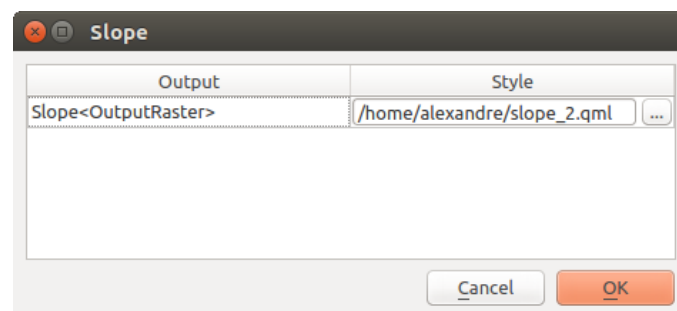 Slope
Output Style
Slope<OutputRaster> /home/alexandre/slope_2.qml ...
Cancel OK